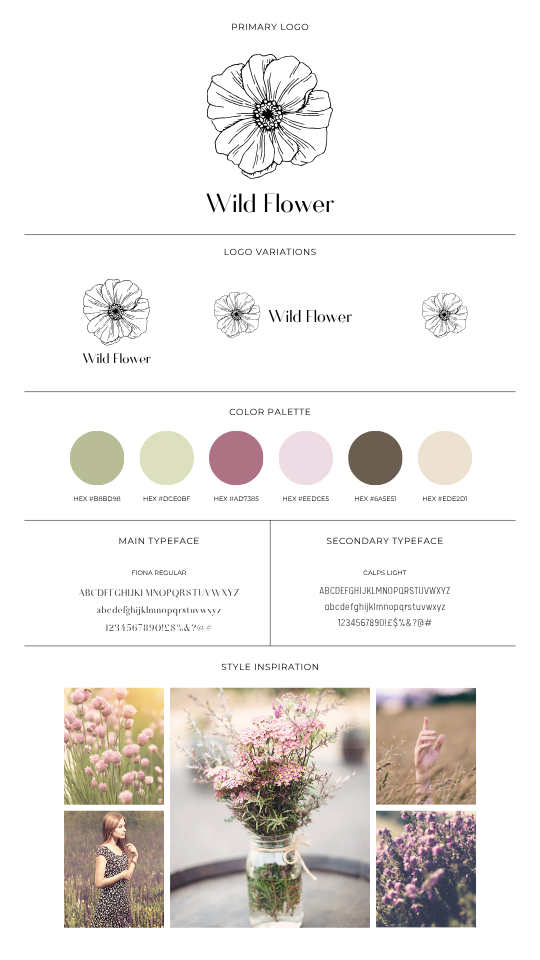 PRIMARY LOGO
Wild Flower
LOGO VARIATIONS
Wild Flower
Wild Flower
COLOR PALETTE
HEX #B8BD98
HEX #DCE0BF
HEX #AD7385
HEX #EEDCE5
HEX #6A5E51
HEX #EDE2D1
MAIN TYPEFACE
FIONA REGULAR
ABCDEFGHIJKLMNOPQRSTUVWXYZ
abcdefghijklmnopqrstuvwxyz
1234567890!£$%&?@#
SECONDARY TYPEFACE
CALPS LIGHT
ABCDEFGHIJKLMNOPQRSTUVWXYZ
abcdefghijklmnopqrstuvwxyz
1234567890!£$%&?@#
STYLE INSPIRATION